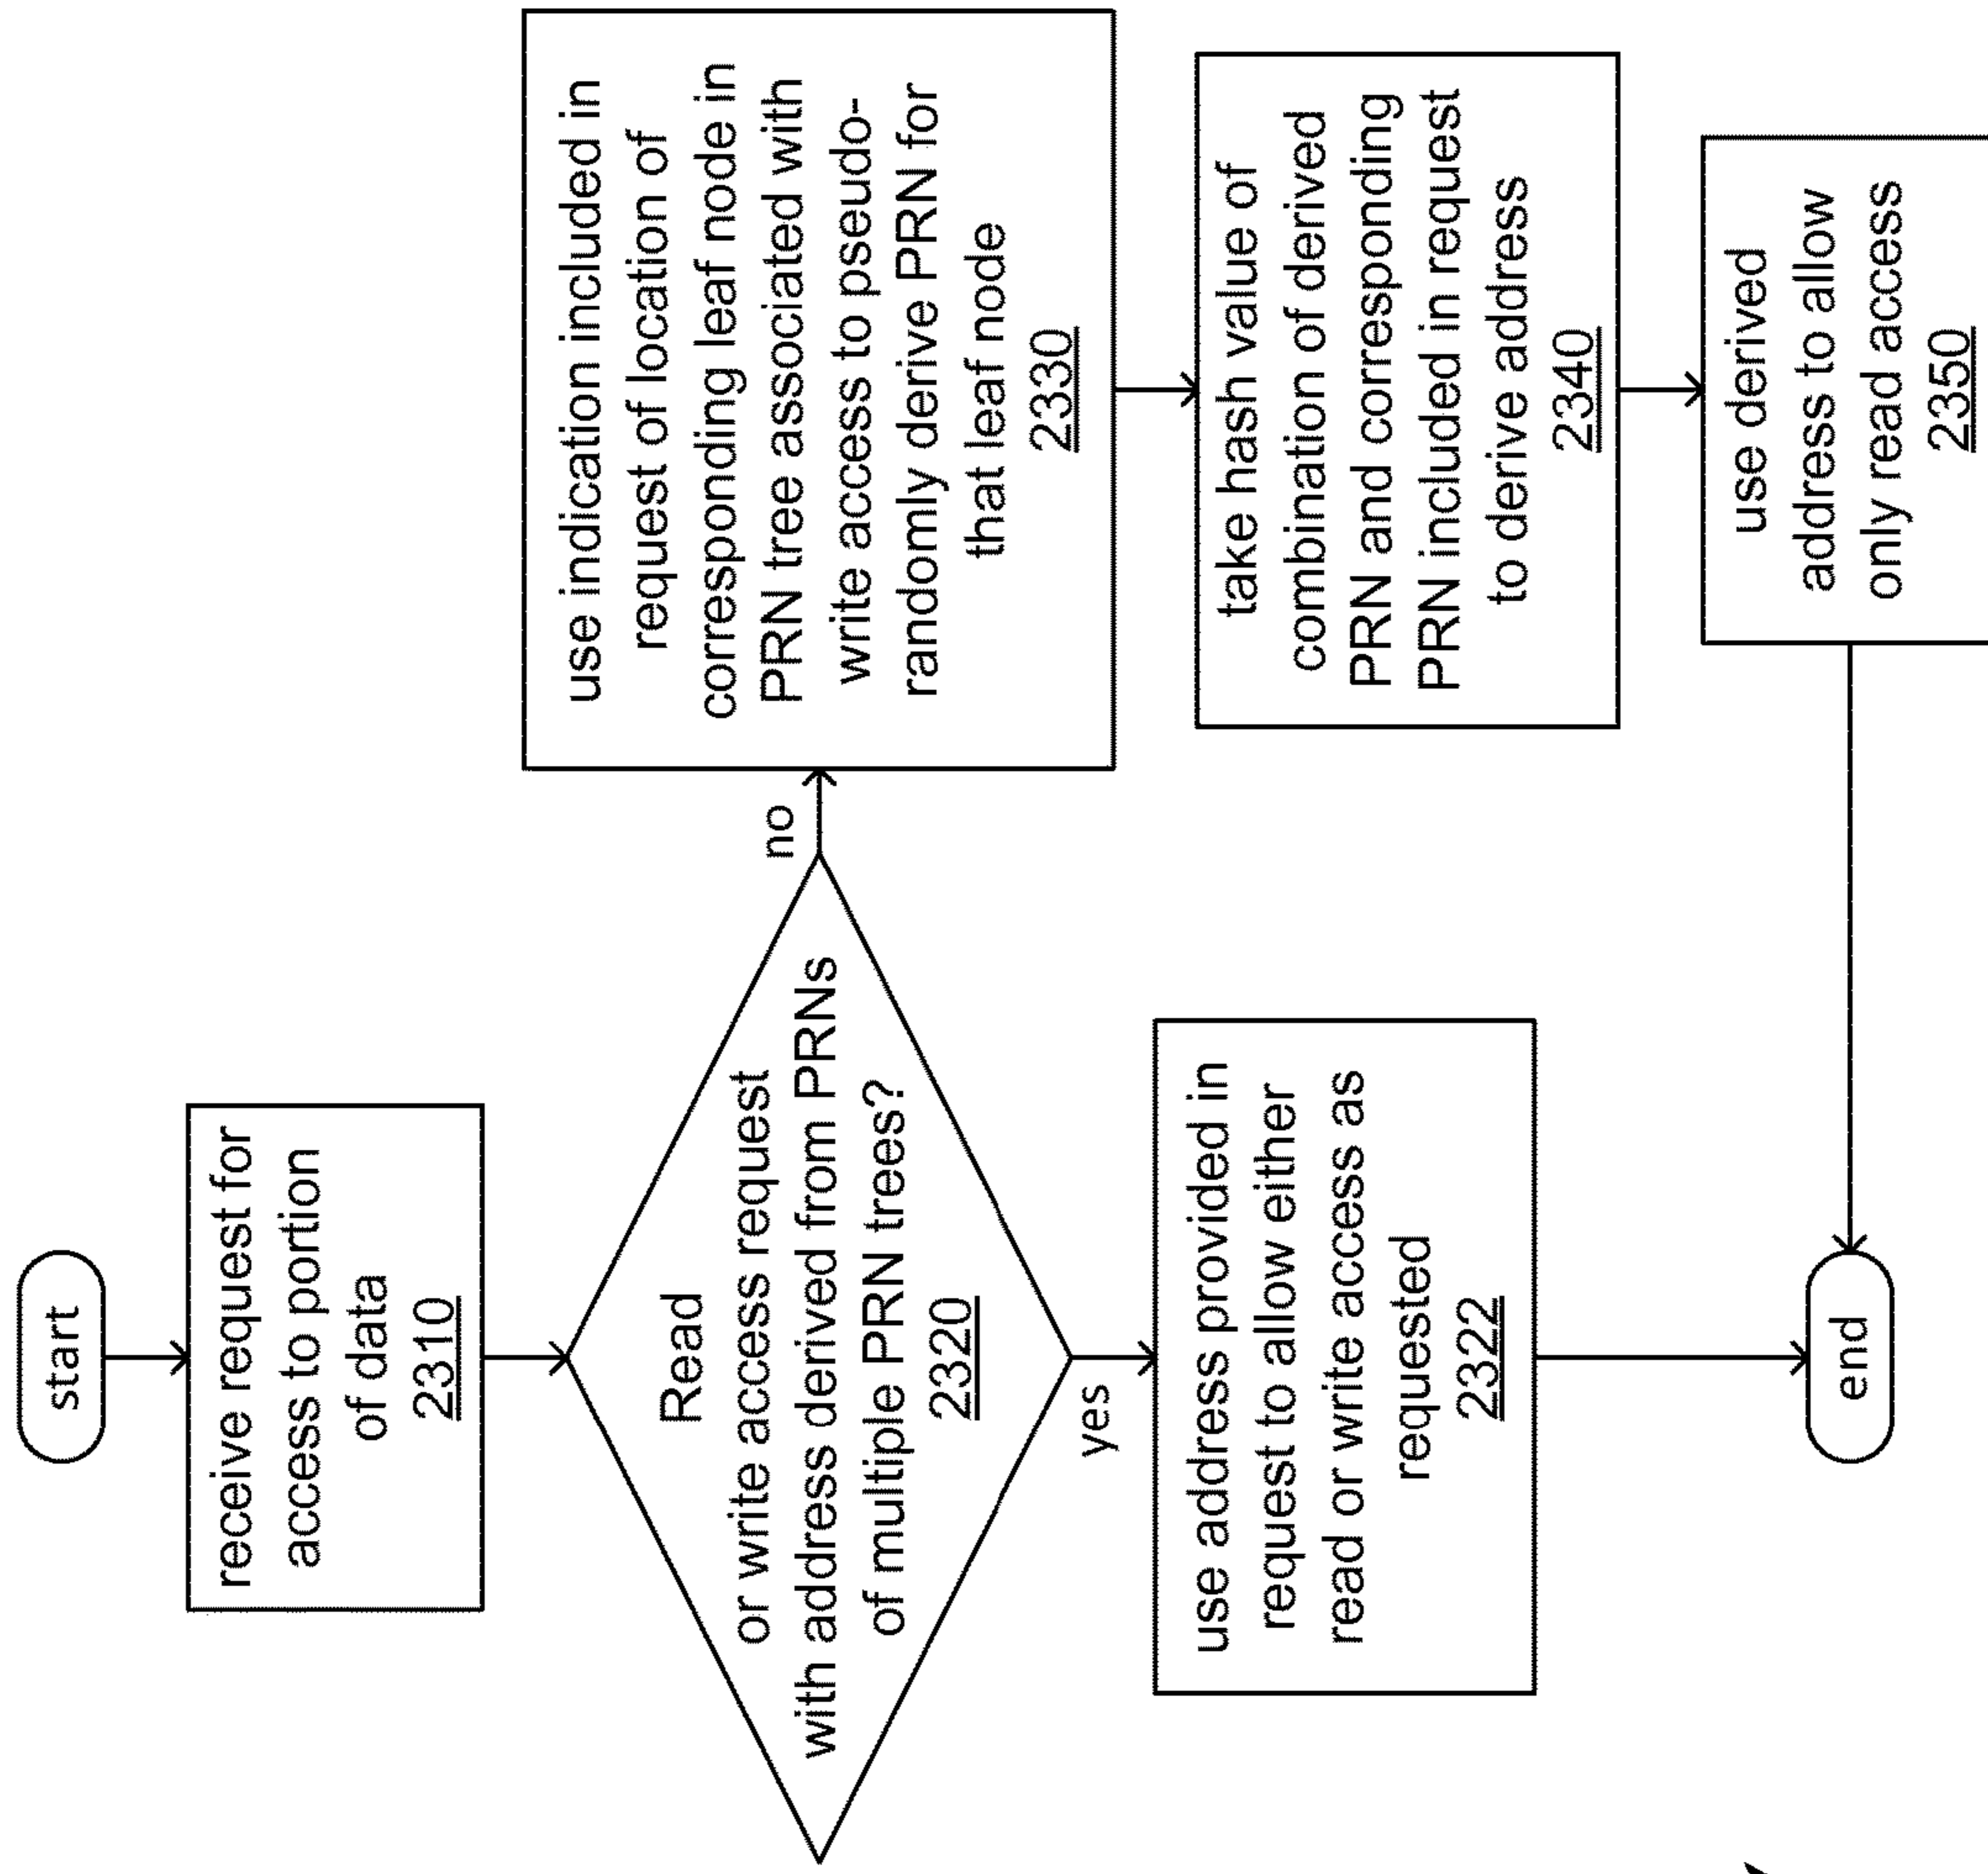 start
receive request for
access to portion
of data
2310
Read
or write access request
with address derived from PRNs
of multiple PRN trees?
2320
yes
no
use address provided in
request to allow either
read or write access as
requested
2322
use indication included in
request of location of
corresponding leaf node in
PRN tree associated with
write access to pseudo-
randomly derive PRN for
that leaf node
2330
take hash value of
combination of derived
PRN and corresponding
PRN included in request
to derive address
2340
use derived
address to allow
only read access
2350
end